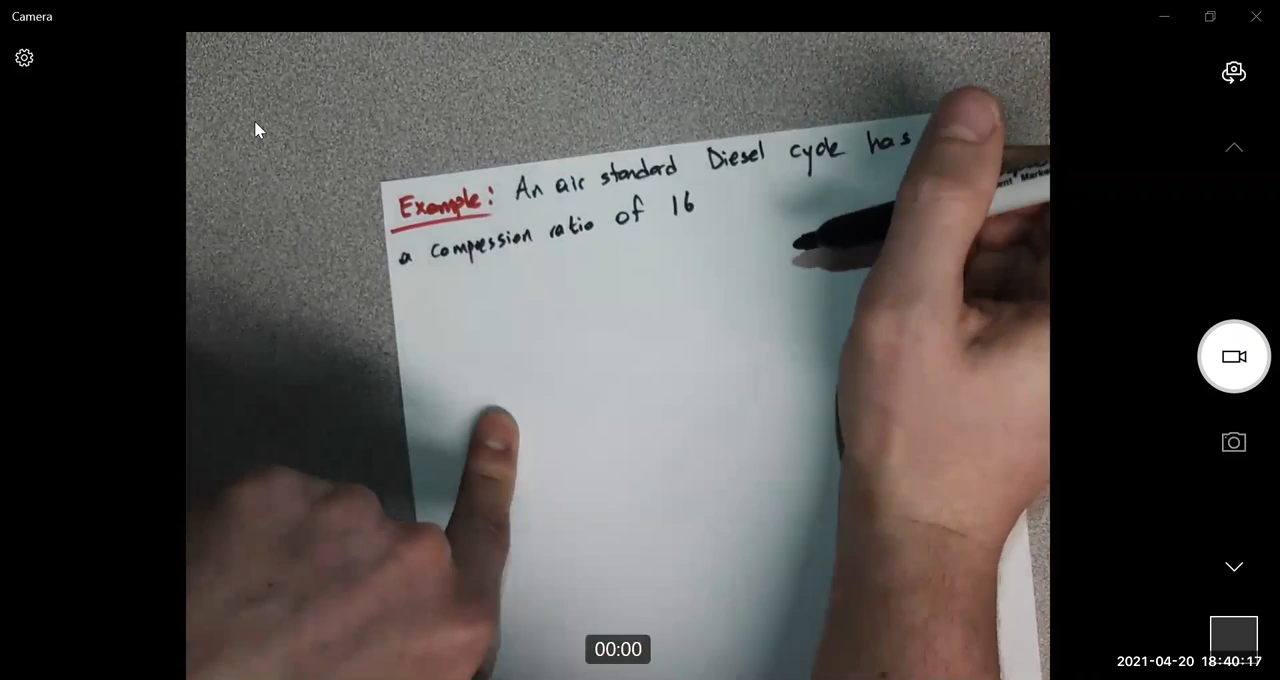 Camera
Example: An air standard Diesel cycle has
a compression ratio of 16
00:00
2021-04-20 18:40:17